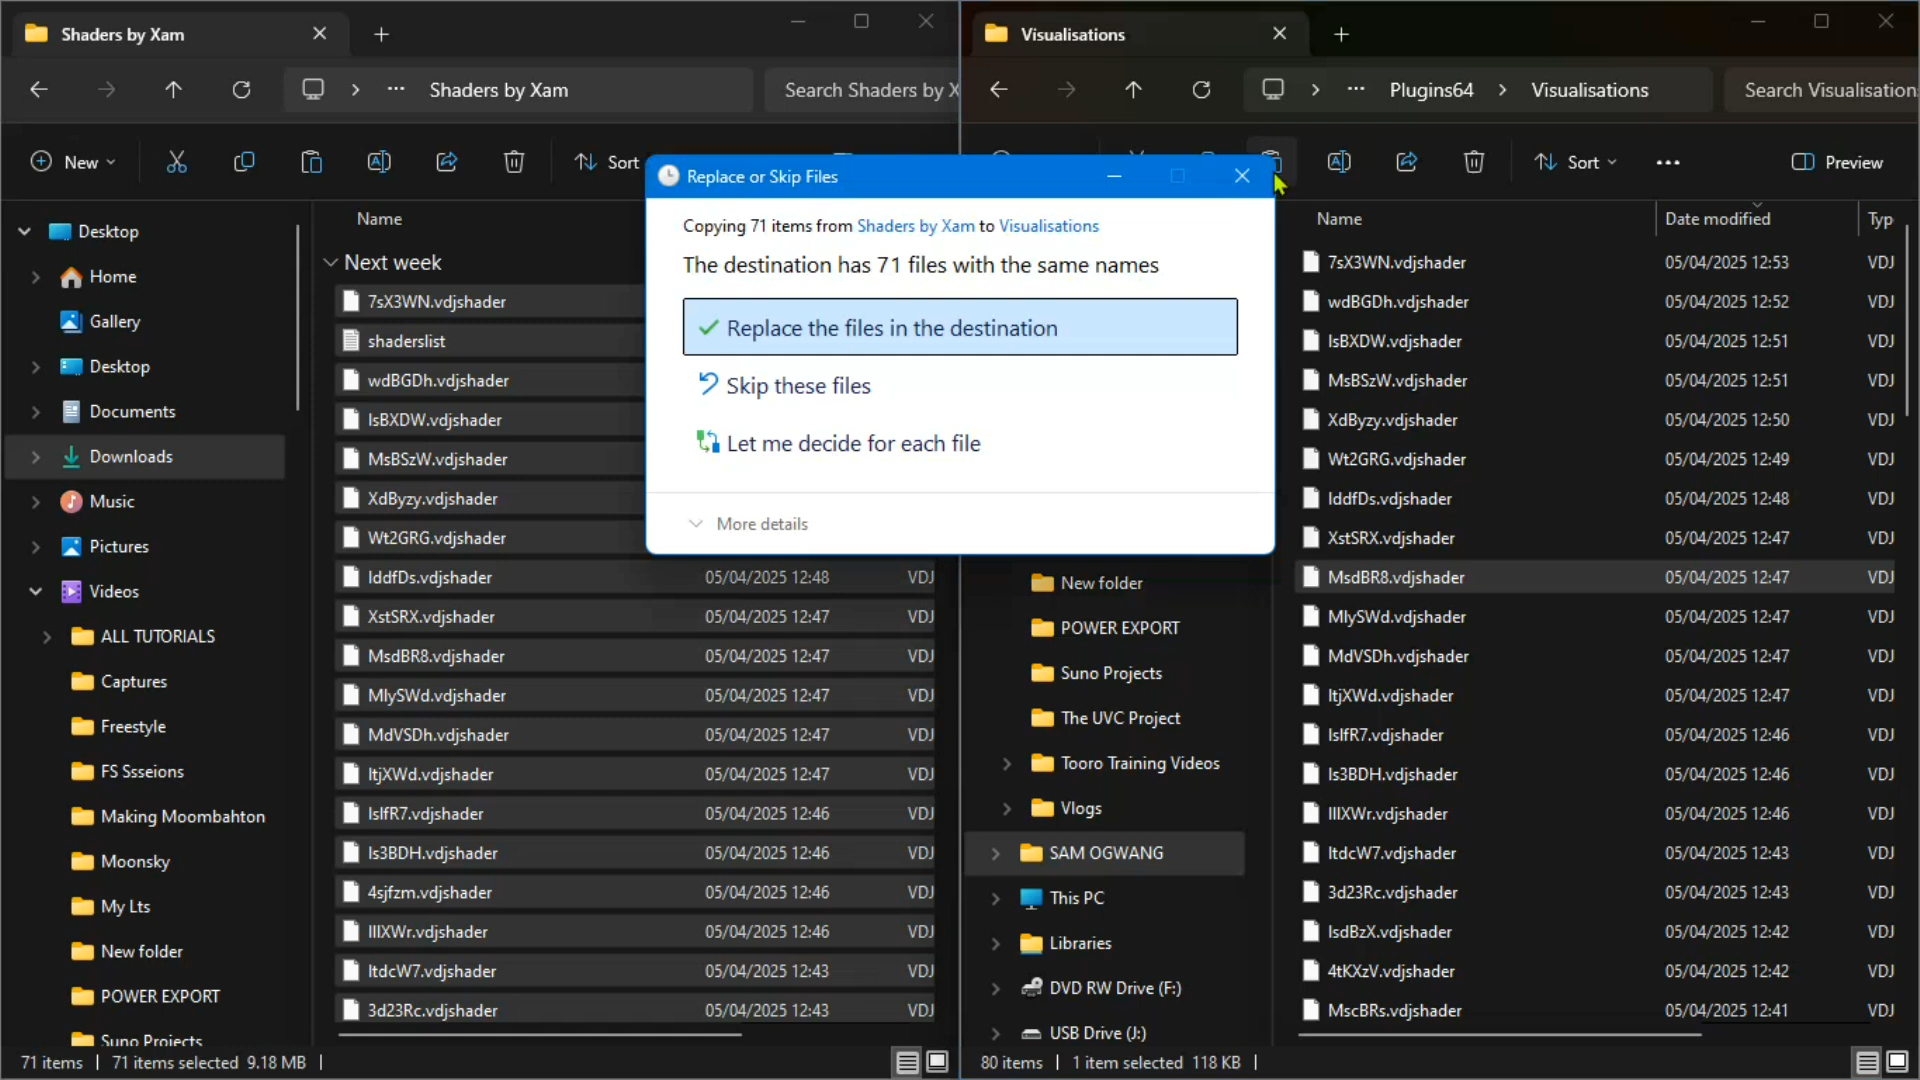 Shaders by Xam
Shaders by Xam
Search Shaders by X
New
Sort
Desktop
Home
Gallery
Desktop
Documents
Downloads
Music
Pictures
Videos
ALL TUTORIALS
Captures
Freestyle
FS Ssseions
Making Moombahton
Moonsky
My Lts
New folder
POWER EXPORT
Suno Projects
Name
Next week
7sX3WN.vdjshader
shaderslist
wdBGDh.vdjshader
lsBXDW.vdjshader
MsBSzW.vdjshader
XdByzy.vdjshader
Wt2GRG.vdjshader
lddfDs.vdjshader 05/04/2025 12:48 VDJ
XstSRX.vdjshader 05/04/2025 12:47 VDJ
MsdBR8.vdjshader 05/04/2025 12:47 VDJ
MlySWd.vdjshader 05/04/2025 12:47 VDJ
MdVSDh.vdjshader 05/04/2025 12:47 VDJ
ltjXWd.vdjshader 05/04/2025 12:47 VDJ
lslfR7.vdjshader 05/04/2025 12:46 VDJ
ls3BDH.vdjshader 05/04/2025 12:46 VDJ
4sjfzm.vdjshader 05/04/2025 12:46 VDJ
lllXWr.vdjshader 05/04/2025 12:46 VDJ
ltdcW7.vdjshader 05/04/2025 12:43 VDJ
3d23Rc.vdjshader 05/04/2025 12:43 VDJ
71 items 71 items selected 9.18 MB
Replace or Skip Files
Copying 71 items from Shaders by Xam to Visualisations
The destination has 71 files with the same names
Replace the files in the destination
Skip these files
Let me decide for each file
More details
Visualisations
Plugins64 Visualisations
Search Visualisation
Sort
Preview
New folder
POWER EXPORT
Suno Projects
The UVC Project
Tooro Training Videos
Vlogs
SAM OGWANG
This PC
Libraries
DVD RW Drive (F:)
USB Drive (J:)
Name Date modified Typ
7sX3WN.vdjshader 05/04/2025 12:53 VDJ
wdBGDh.vdjshader 05/04/2025 12:52 VDJ
lsBXDW.vdjshader 05/04/2025 12:51 VDJ
MsBSzW.vdjshader 05/04/2025 12:51 VDJ
XdByzy.vdjshader 05/04/2025 12:50 VDJ
Wt2GRG.vdjshader 05/04/2025 12:49 VDJ
lddfDs.vdjshader 05/04/2025 12:48 VDJ
XstSRX.vdjshader 05/04/2025 12:47 VDJ
MsdBR8.vdjshader 05/04/2025 12:47 VDJ
MlySWd.vdjshader 05/04/2025 12:47 VDJ
MdVSDh.vdjshader 05/04/2025 12:47 VDJ
ltjXWd.vdjshader 05/04/2025 12:47 VDJ
lslfR7.vdjshader 05/04/2025 12:46 VDJ
ls3BDH.vdjshader 05/04/2025 12:46 VDJ
lllXWr.vdjshader 05/04/2025 12:46 VDJ
ltdcW7.vdjshader 05/04/2025 12:43 VDJ
3d23Rc.vdjshader 05/04/2025 12:43 VDJ
lsdBzX.vdjshader 05/04/2025 12:42 VDJ
4tKXzV.vdjshader 05/04/2025 12:42 VDJ
MscBRs.vdjshader 05/04/2025 12:41 VDJ
80 items 1 item selected 118 KB